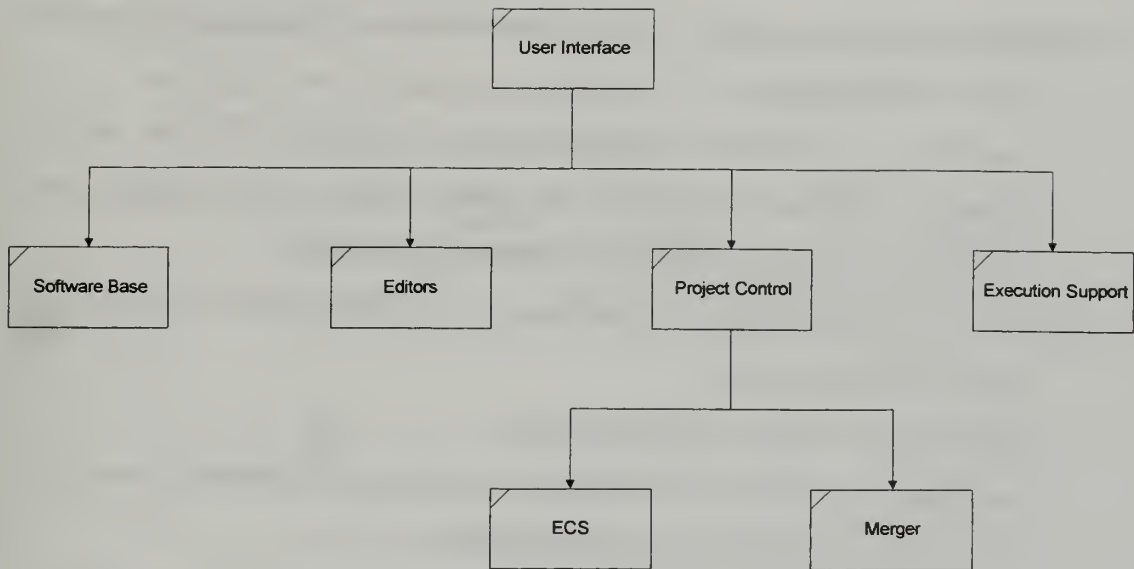 User Interface
Software Base
Editors
Project Control
Execution Support
ECS
Merger